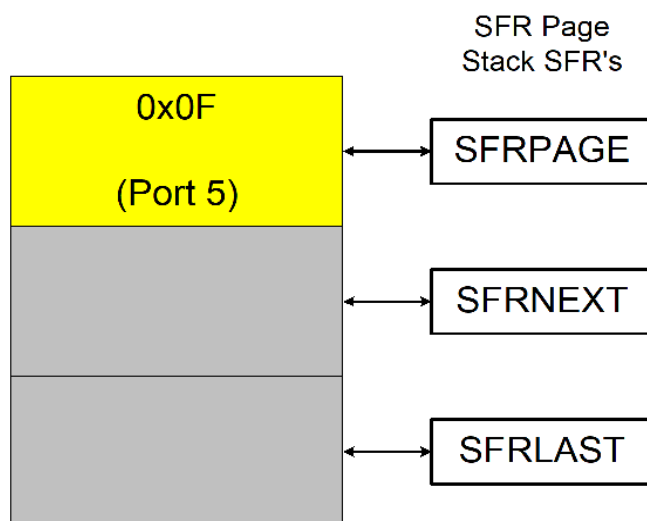 SFR Page
Stack SFR's
0x0F
(Port 5)
SFRPAGE
SFRNEXT
SFRLAST